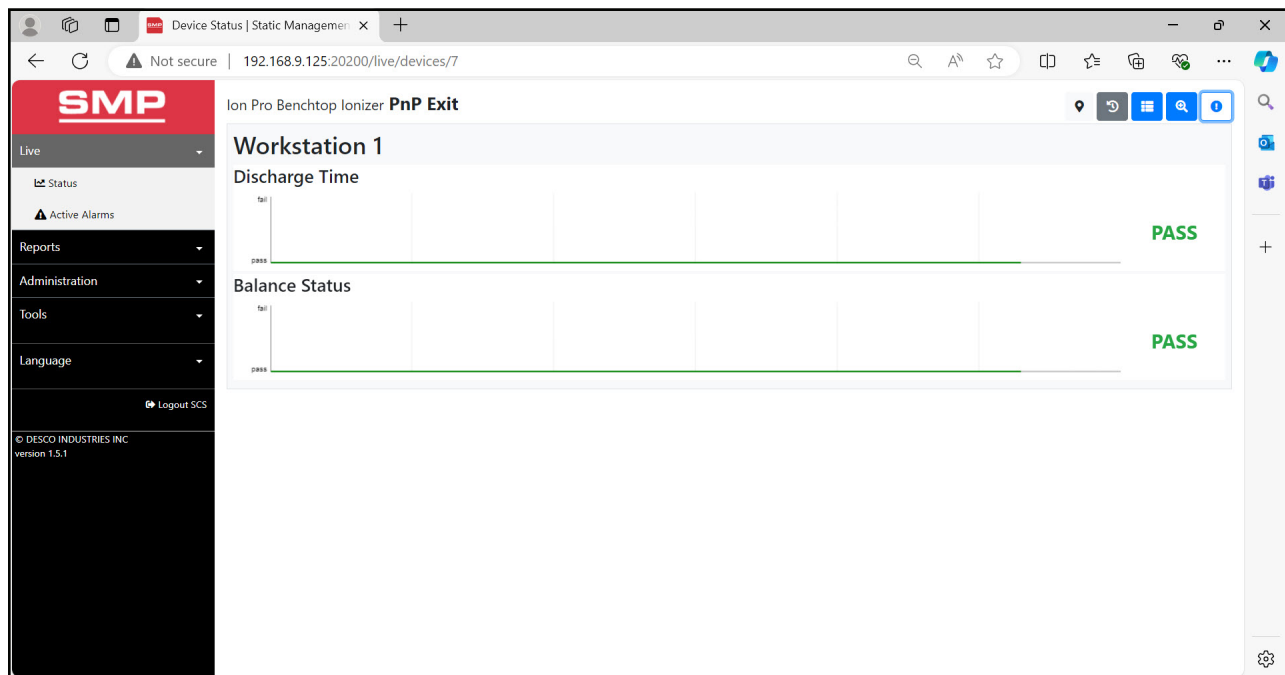 SMP Device Status | Static Managemen
Not secure | 192.168.9.125:20200/live/devices/7
SMP
Live
Status
Active Alarms
Reports
Administration
Tools
Language
Logout SCS
© DESCO INDUSTRIES INC
version 1.5.1
Ion Pro Benchtop Ionizer PnP Exit
Workstation 1
Discharge Time
fail
pass
PASS
Balance Status
fail
pass
PASS